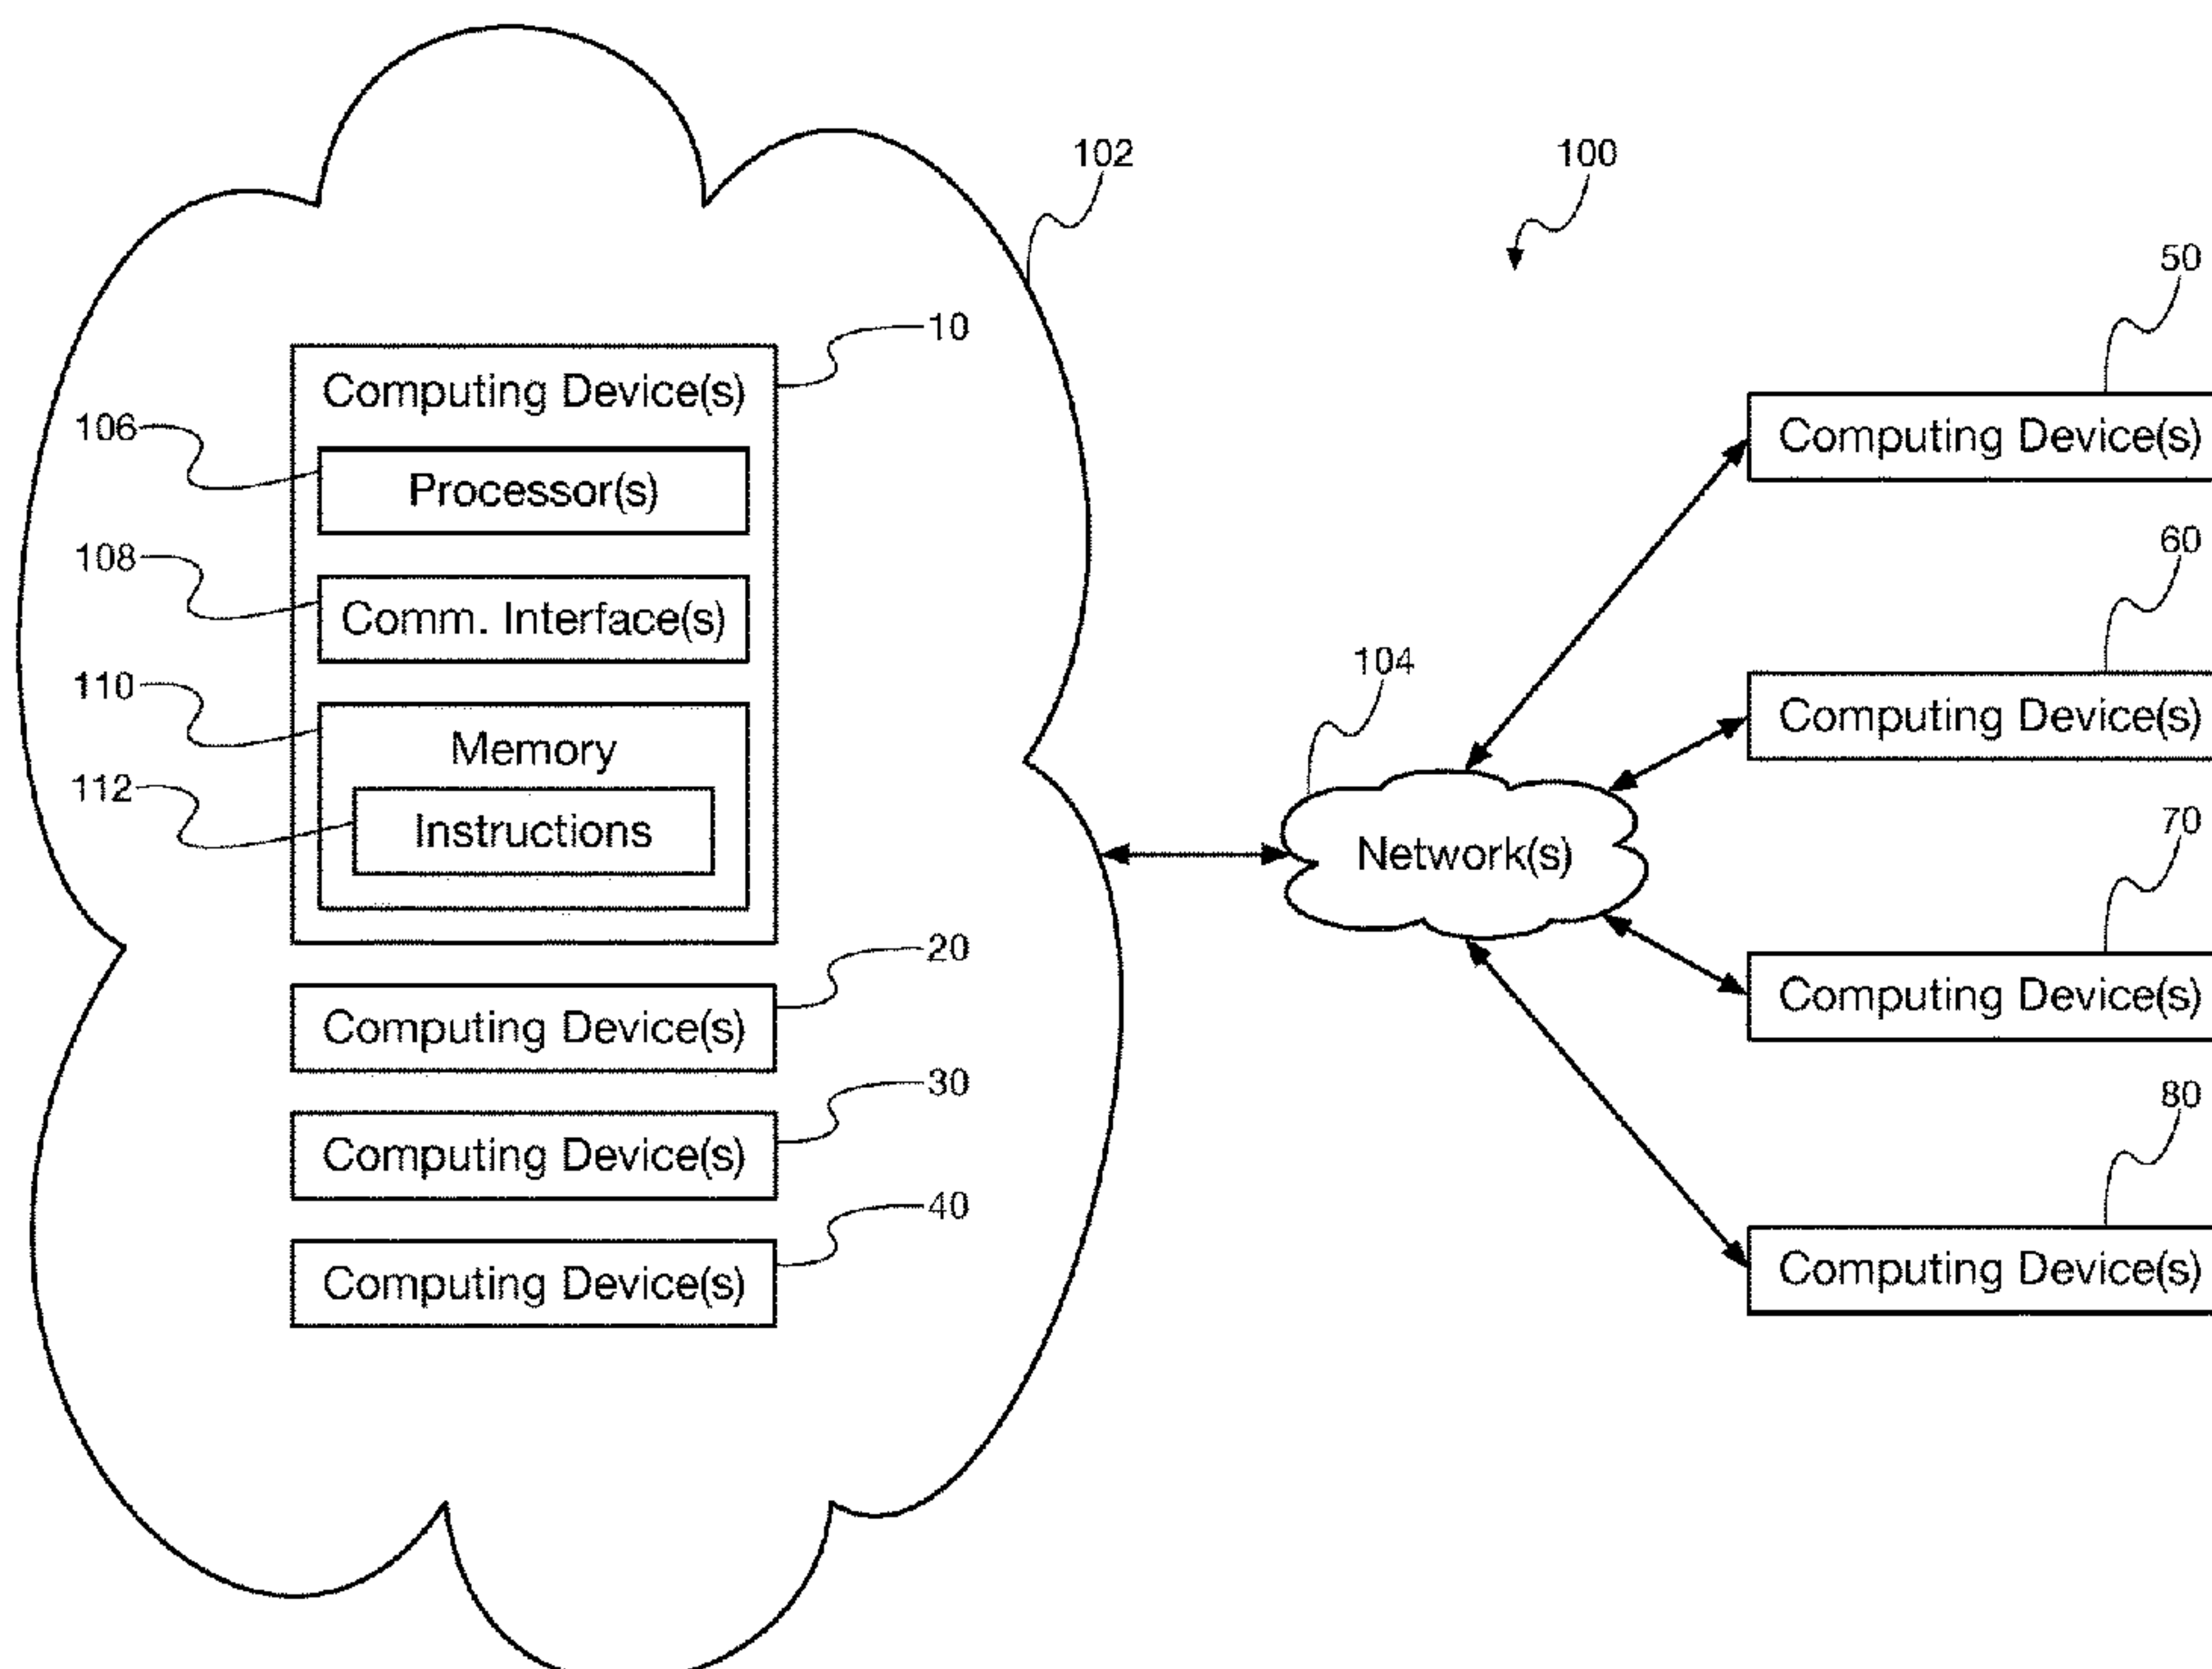 102
100
50
10
Computing Device(s)
106
Processor(s)
Computing Device(s)
60
108
Comm. Interface(s)
104
Computing Device(s)
110
Memory
112
Instructions
Network(s)
70
20
Computing Device(s)
Computing Device(s)
30
80
Computing Device(s)
40
Computing Device(s)
Computing Device(s)